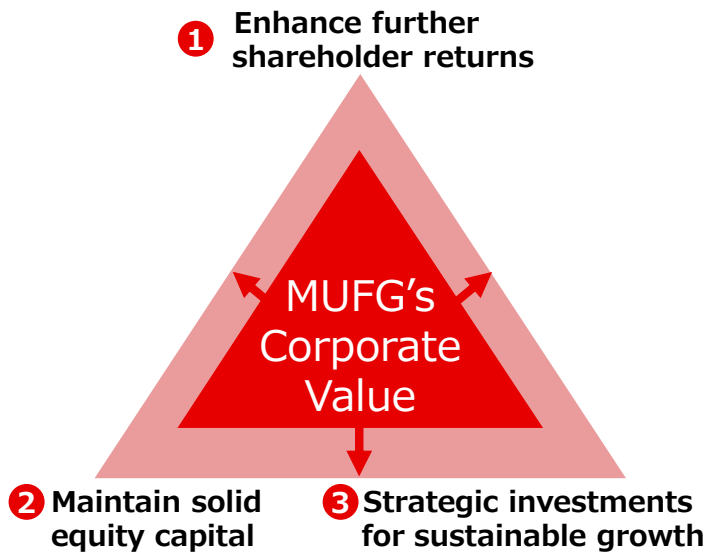 1 Enhance further
shareholder returns
MUFG's
Corporate
Value
2 Maintain solid
equity capital
3 Strategic investments
for sustainable growth